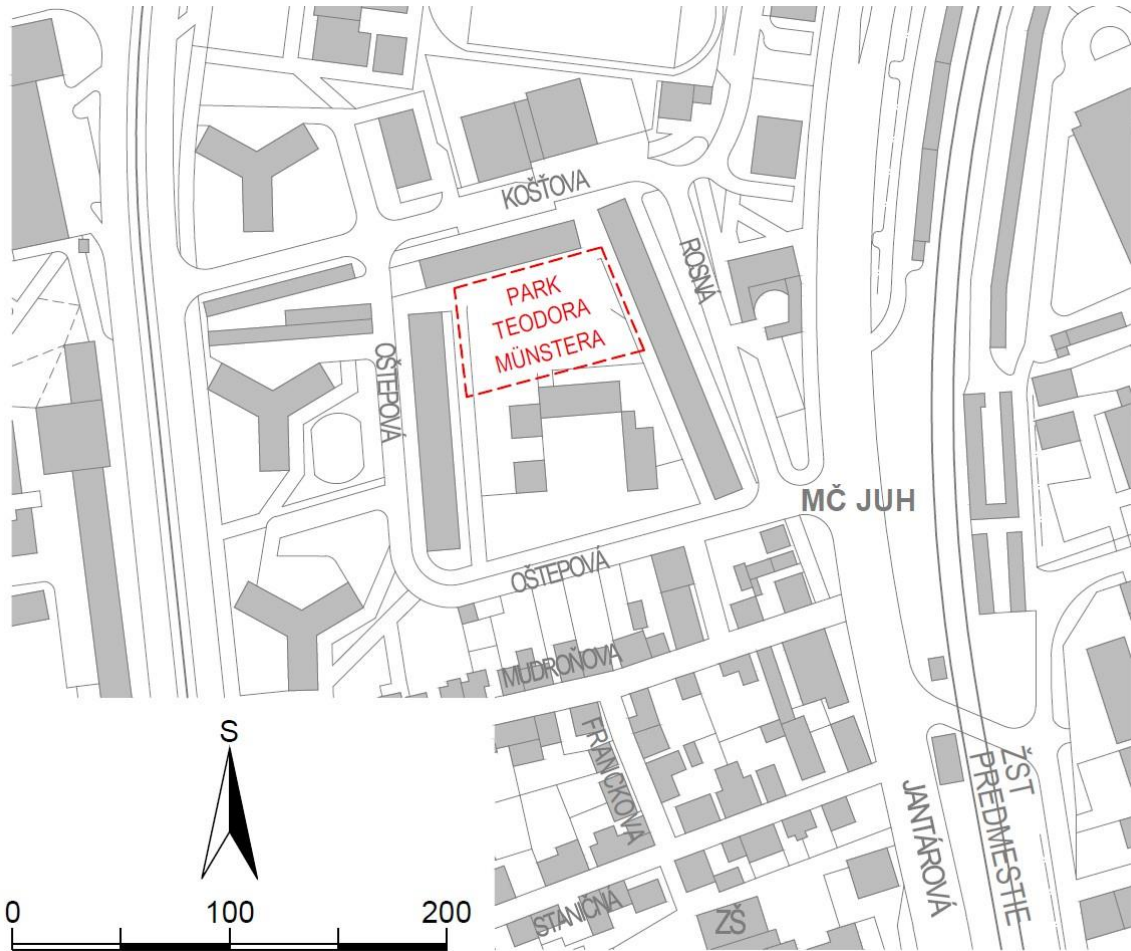 KOŠŤOVA
ROSNÁ
PARK
TEODORA
MÜNSTERA
OŠTEPOVÁ
MČ JUH
OŠTEPOVÁ
MUDROŇOVA
FRANCKOVA
JANTÁROVÁ
ŽST
PREDMESTIE
STANIČNÁ
ZŠ
S
0 100 200